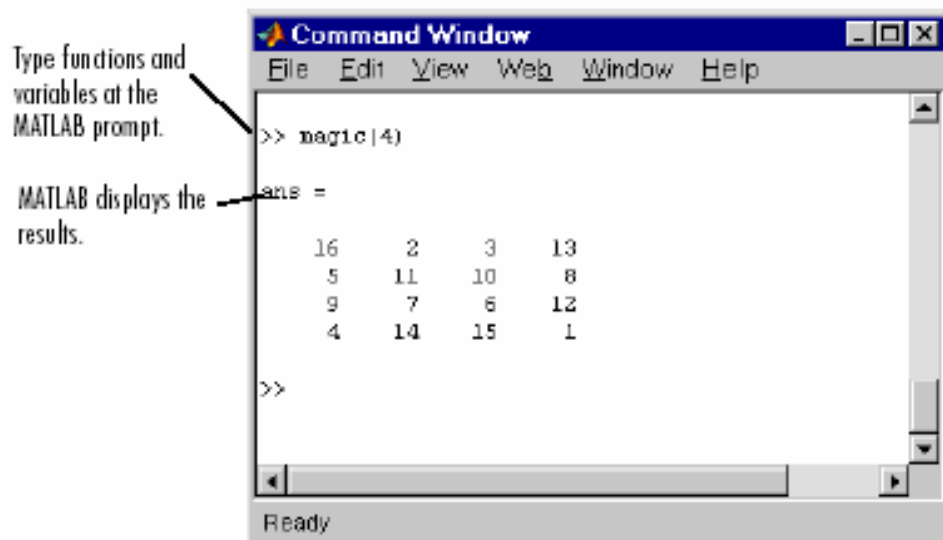 Command Window
File Edit View Web Window Help
Type functions and
variables at the
MATLAB prompt.
>> magic(4)
MATLAB displays the
results.
ans =
16 2 3 13
5 11 10 8
9 7 6 12
4 14 15 1
>>
Ready